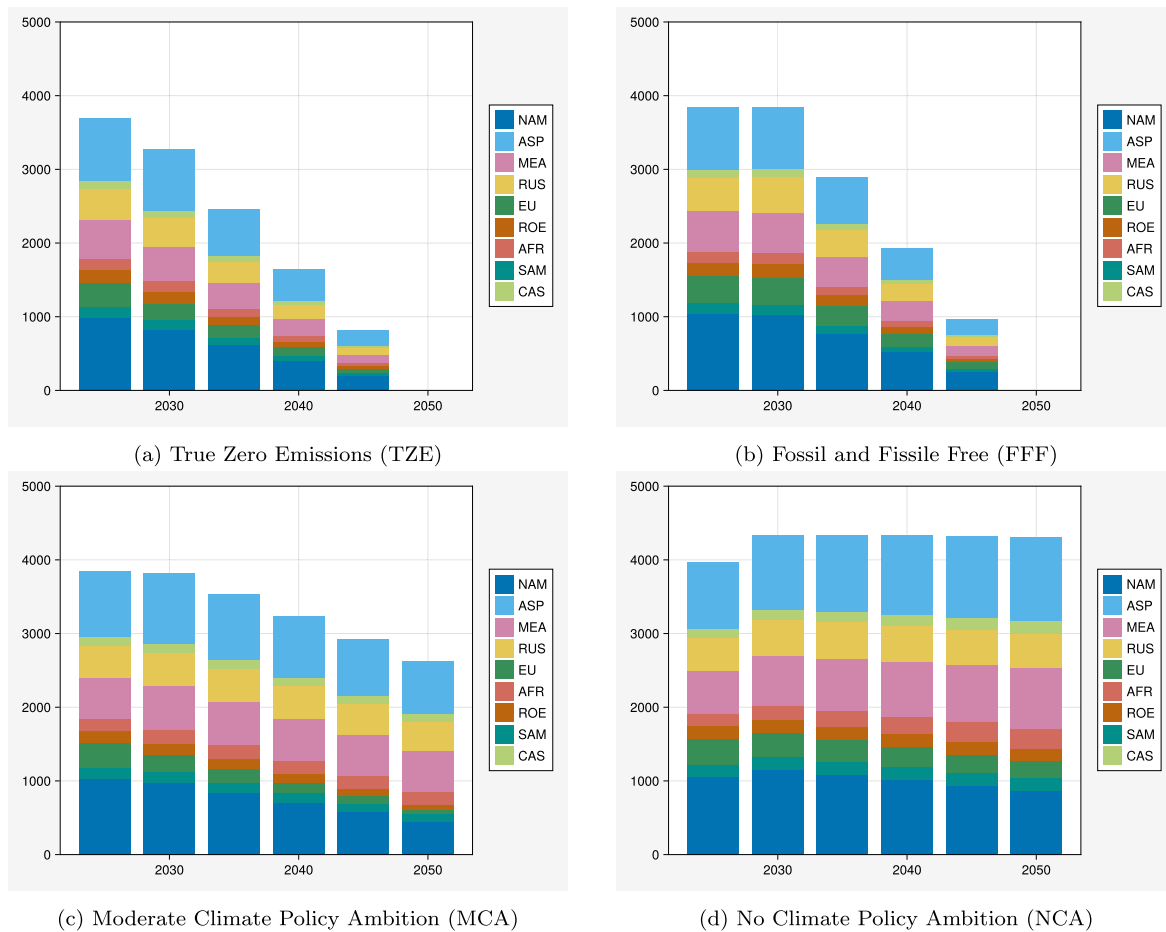 5000
4000
3000
2000
1000
0
2030
2040
2050
NAM
ASP
MEA
RUS
EU
ROE
AFR
SAM
CAS
(a) True Zero Emissions (TZE)
5000
4000
3000
2000
1000
0
2030
2040
2050
NAM
ASP
MEA
RUS
EU
ROE
AFR
SAM
CAS
(b) Fossil and Fissile Free (FFF)
5000
4000
3000
2000
1000
0
2030
2040
2050
NAM
ASP
MEA
RUS
EU
AFR
ROE
SAM
CAS
(c) Moderate Climate Policy Ambition (MCA)
5000
4000
3000
2000
1000
0
2030
2040
2050
NAM
ASP
MEA
RUS
EU
AFR
ROE
SAM
CAS
(d) No Climate Policy Ambition (NCA)